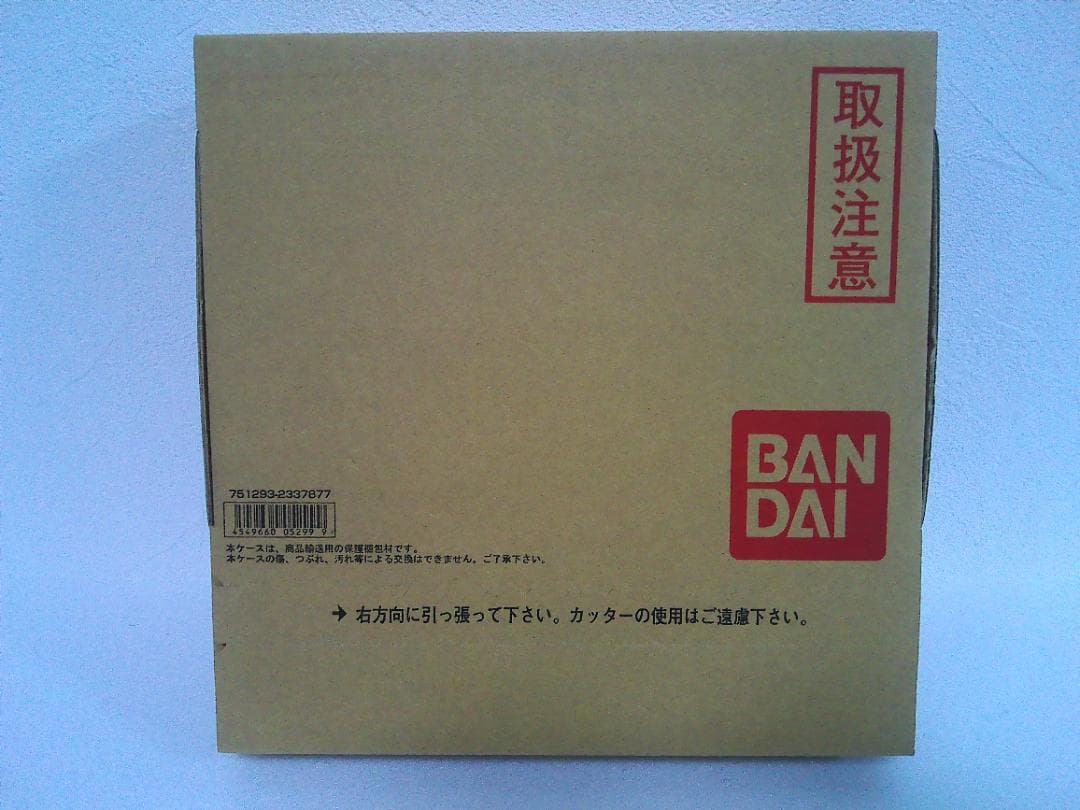 取扱注意
BAN
DAI
751293-2337877
4549660 05299 9
本ケースは、商品輸送用の保護梱包材です。
本ケースの傷、つぶれ、汚れ等による交換はできません。ご了承下さい。
→ 右方向に引っ張って下さい。カッターの使用はご遠慮下さい。